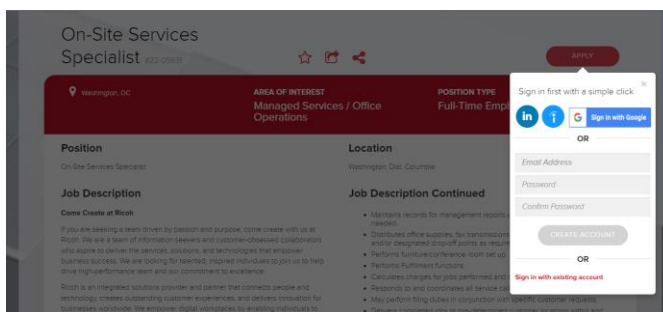 On-Site Services
Specialist #22-0568
APPLY
Washington, DC
AREA OF INTEREST
Managed Services / Office
Operations
POSITION TYPE
Full-Time Empl
×
Sign in first with a simple click
in
Sign in with Google
OR
Email Address
Password
Confirm Password
CREATE ACCOUNT
OR
Sign in with existing account
Position
On-Site Services Specialist
Job Description
Come Create at Ricoh
If you are seeking a team driven by passion and purpose, come create with us at
Ricoh. We are a team of information-seekers and customer-obsessed collaborators
who aspire to deliver the services, solutions, and technologies that empower
business success. We are looking for talented, inspired individuals to join us to help
drive high-performance team and our commitment to excellence.
Ricoh is an integrated solutions provider and partner that connects people and
technology, creates outstanding customer experiences, and delivers innovation for
businesses worldwide. We empower digital workplaces by enabling individuals to
Location
Washington, Dist. Columbia
Job Description Continued
Maintains records for management reports
needed.
Distributes office supplies, fax transmissions
and/or designated drop-off points as require
Performs furniture/conference room set up
Performs Fulfillment functions
Calculates charges for jobs performed and
Responds to and coordinates all service cal
May perform filing duties in conjunction with specific customer requests